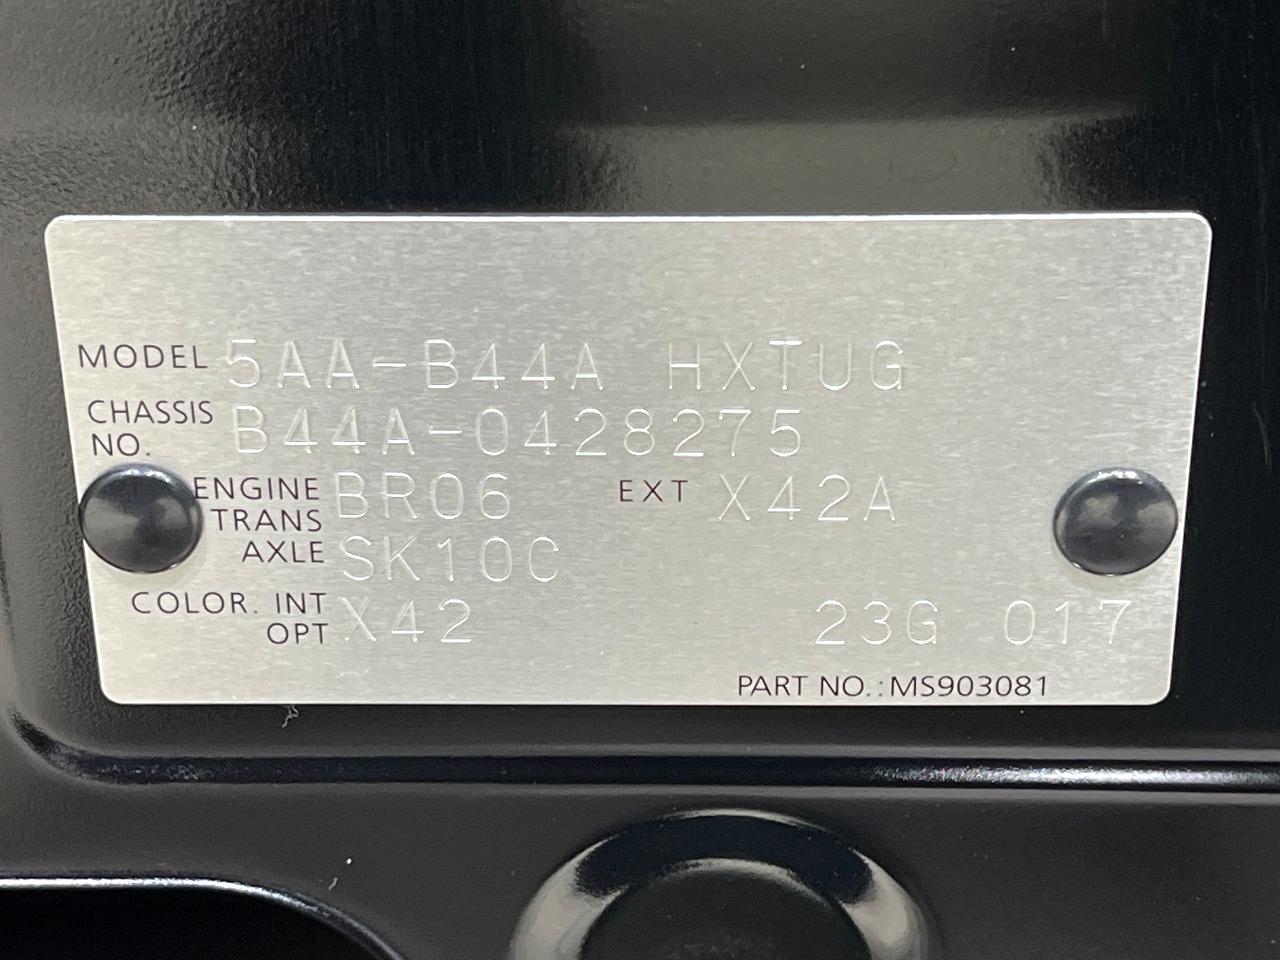 MODEL 5AA-B44A HXTUG
CHASSIS NO. B44A-0428275
ENGINE BR06 EXT X42A
TRANS AXLE SK10C
COLOR. INT OPT X42 23G 017
PART NO.:MS903081